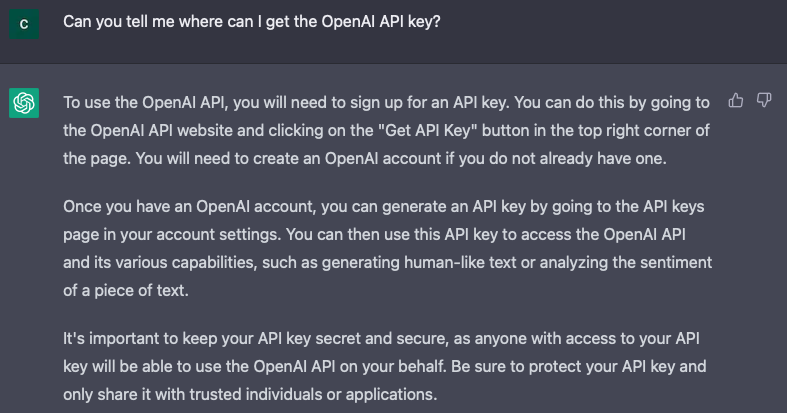 C
Can you tell me where can I get the OpenAI API key?
To use the OpenAI API, you will need to sign up for an API key. You can do this by going to
the OpenAI API website and clicking on the "Get API Key" button in the top right corner of
the page. You will need to create an OpenAI account if you do not already have one.
Once you have an OpenAI account, you can generate an API key by going to the API keys
page in your account settings. You can then use this API key to access the OpenAI API
and its various capabilities, such as generating human-like text or analyzing the sentiment
of a piece of text.
It's important to keep your API key secret and secure, as anyone with access to your API
key will be able to use the OpenAI API on your behalf. Be sure to protect your API key and
only share it with trusted individuals or applications.